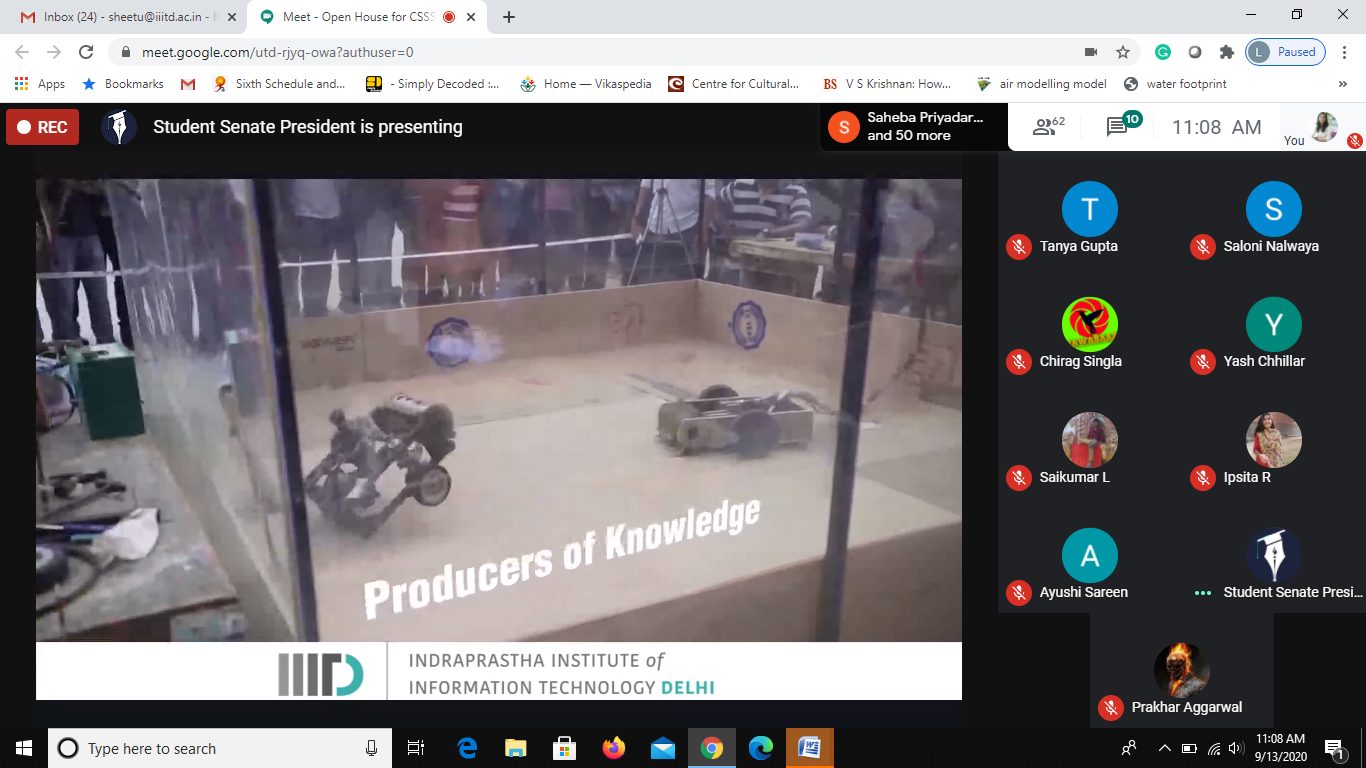 Inbox (24) - sheetu@iiitd.ac.in - I
Meet - Open House for CSSS
meet.google.com/utd-rjyq-owa?authuser=0
L
Paused
Apps
Bookmarks
Sixth Schedule and...
- Simply Decoded :...
Home — Vikaspedia
Centre for Cultural...
BS
V S Krishnan: How...
air modelling model
water footprint
»
REC
Student Senate President is presenting
S
Saheba Priyadar...
and 50 more
62
10
11:08 AM
You
T
Tanya Gupta
S
Saloni Nalwaya
Chirag Singla
Y
Yash Chhillar
Saikumar L
Ipsita R
A
Ayushi Sareen
Student Senate Presi...
Prakhar Aggarwal
Producers of Knowledge
IIITD
INDRAPRASTHA INSTITUTE of
INFORMATION TECHNOLOGY DELHI
Type here to search
11:08 AM
9/13/2020
1